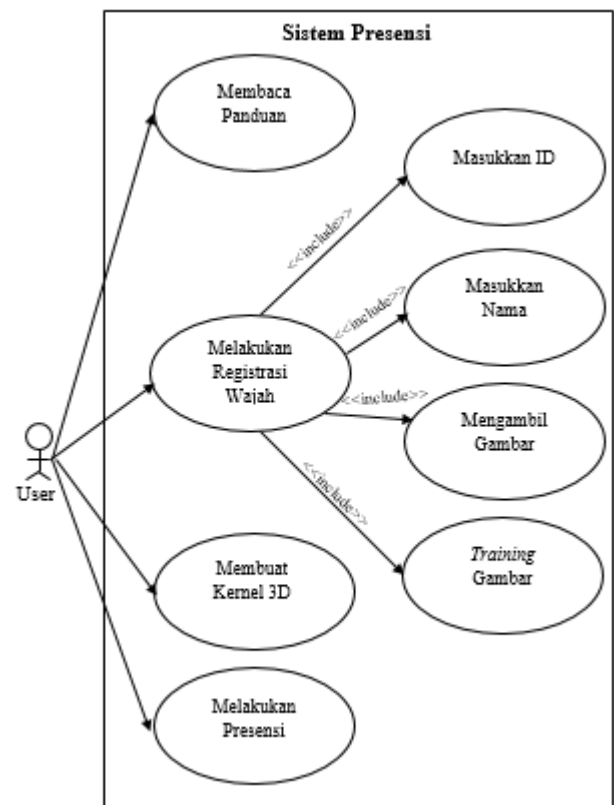 Sistem Presensi
Membaca
Panduan
Masukkan ID
<<include>>
Masukkan
Nama
<<include>>
Melakukan
Registrasi
Wajah
<<include>>
Mengambil
Gambar
<<include>>
User
Training
Gambar
Membuat
Kernel 3D
Melakukan
Presensi